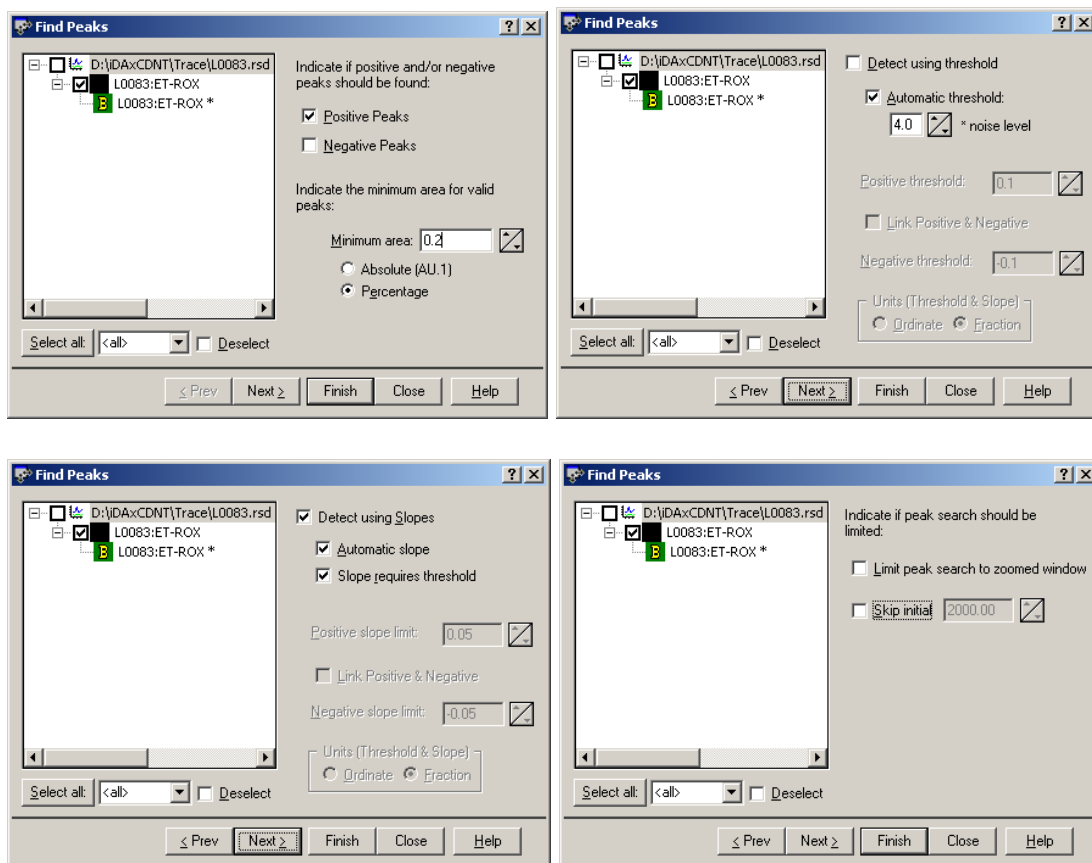 Find Peaks
D:\iDAxCDNT\Trace\L0083.rsd
L0083:ET-ROX
B L0083:ET-ROX *
Indicate if positive and/or negative
peaks should be found:
Positive Peaks
Negative Peaks
Indicate the minimum area for valid
peaks:
Minimum area: 0.2
Absolute (AU.1)
Percentage
Select all: <all> Deselect
< Prev Next > Finish Close Help
Find Peaks
D:\iDAxCDNT\Trace\L0083.rsd
L0083:ET-ROX
B L0083:ET-ROX *
Detect using threshold
Automatic threshold:
4.0 * noise level
Positive threshold: 0.1
Link Positive & Negative
Negative threshold: -0.1
Units (Threshold & Slope)
Ordinate Fraction
Select all: <all> Deselect
< Prev Next > Finish Close Help
Find Peaks
D:\iDAxCDNT\Trace\L0083.rsd
L0083:ET-ROX
B L0083:ET-ROX *
Detect using Slopes
Automatic slope
Slope requires threshold
Positive slope limit: 0.05
Link Positive & Negative
Negative slope limit: -0.05
Units (Threshold & Slope)
Ordinate Fraction
Select all: <all> Deselect
< Prev Next > Finish Close Help
Find Peaks
D:\iDAxCDNT\Trace\L0083.rsd
L0083:ET-ROX
B L0083:ET-ROX *
Indicate if peak search should be
limited:
Limit peak search to zoomed window
Skip initial 2000.00
Select all: <all> Deselect
< Prev Next > Finish Close Help